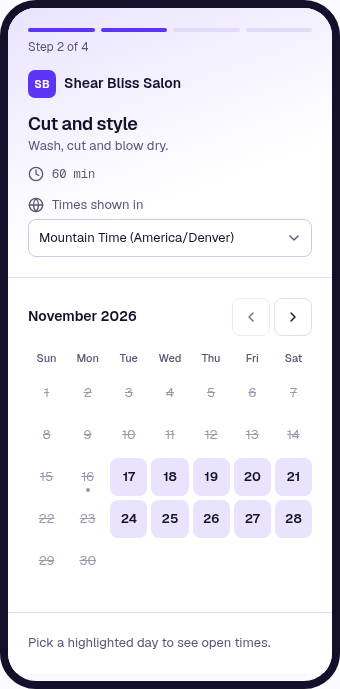 Step 2 of 4
SB Shear Bliss Salon
Cut and style
Wash, cut and blow dry.
60 min
Times shown in
Mountain Time (America/Denver)
November 2026
Sun Mon Tue Wed Thu Fri Sat
1 2 3 4 5 6 7
8 9 10 11 12 13 14
15 16 17 18 19 20 21
22 23 24 25 26 27 28
29 30
Pick a highlighted day to see open times.